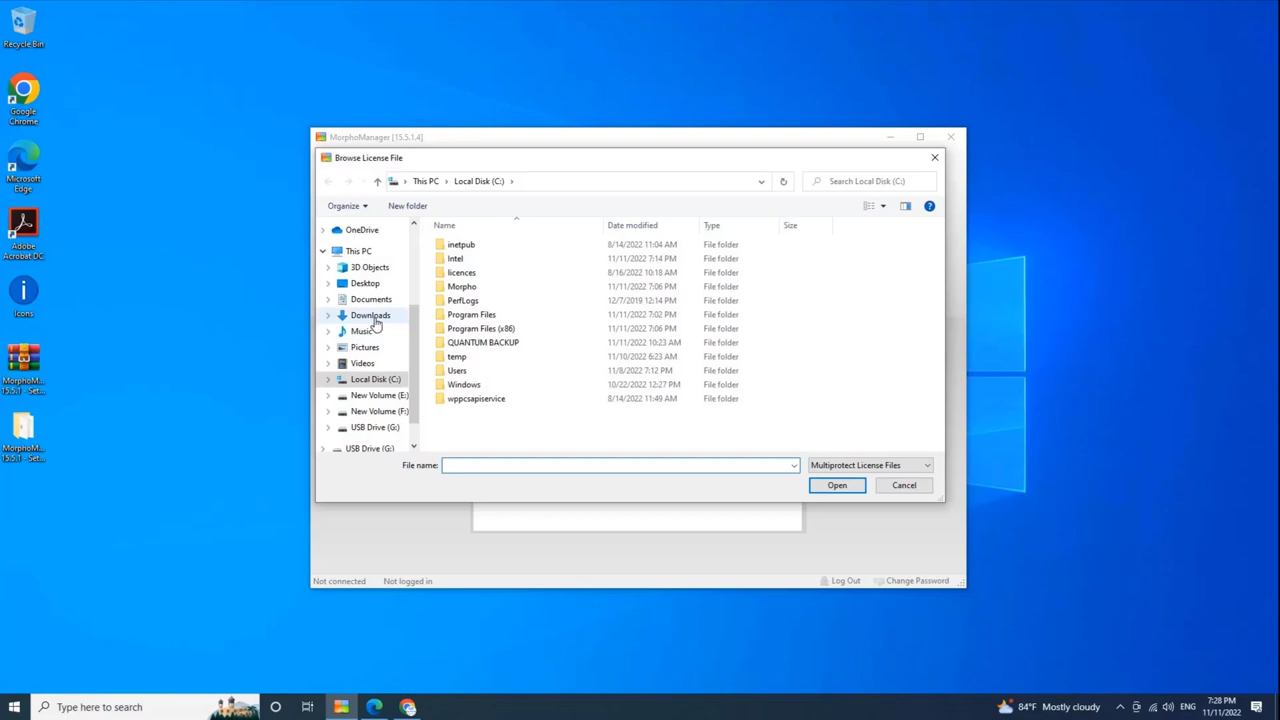 Recycle Bin
Google
Chrome
Microsoft
Edge
Adobe
Acrobat DC
Icons
MorphoM...
15.5.1 - Set...
MorphoM...
15.5.1 - Set...
MorphoManager [15.5.1.4]
Browse License File
This PC
Local Disk (C:)
Search Local Disk (C:)
Organize
New folder
OneDrive
This PC
3D Objects
Desktop
Documents
Downloads
Music
Pictures
Videos
Local Disk (C:)
New Volume (E:)
New Volume (F:)
USB Drive (G:)
USB Drive (G:)
Name Date modified Type Size
inetpub 8/14/2022 11:04 AM File folder
Intel 11/11/2022 7:14 PM File folder
licences 8/16/2022 10:18 AM File folder
Morpho 11/11/2022 7:06 PM File folder
PerfLogs 12/7/2019 12:14 PM File folder
Program Files 11/11/2022 7:02 PM File folder
Program Files (x86) 11/11/2022 7:06 PM File folder
QUANTUM BACKUP 11/11/2022 10:23 AM File folder
temp 11/10/2022 6:23 AM File folder
Users 11/8/2022 7:12 PM File folder
Windows 10/22/2022 12:27 PM File folder
wppcsapiservice 8/14/2022 11:49 AM File folder
File name: Multiprotect License Files
Open Cancel
Not connected Not logged in Log Out Change Password
Type here to search
84°F Mostly cloudy ENG 7:28 PM
11/11/2022